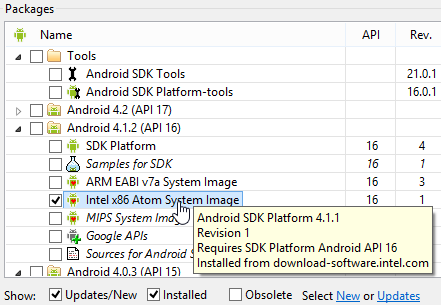 Packages
Name API Rev.
Tools
Android SDK Tools 21.0.1
Android SDK Platform-tools 16.0.1
Android 4.2 (API 17)
Android 4.1.2 (API 16)
SDK Platform 16 4
Samples for SDK 16 1
ARM EABI v7a System Image 16 3
Intel x86 Atom System Image 16 1
MIPS System Imag
Google APIs
Sources for Android S
Android 4.0.3 (API 15)
Android SDK Platform 4.1.1
Revision 1
Requires SDK Platform Android API 16
Installed from download-software.intel.com
Show: Updates/New Installed Obsolete Select New or Updates